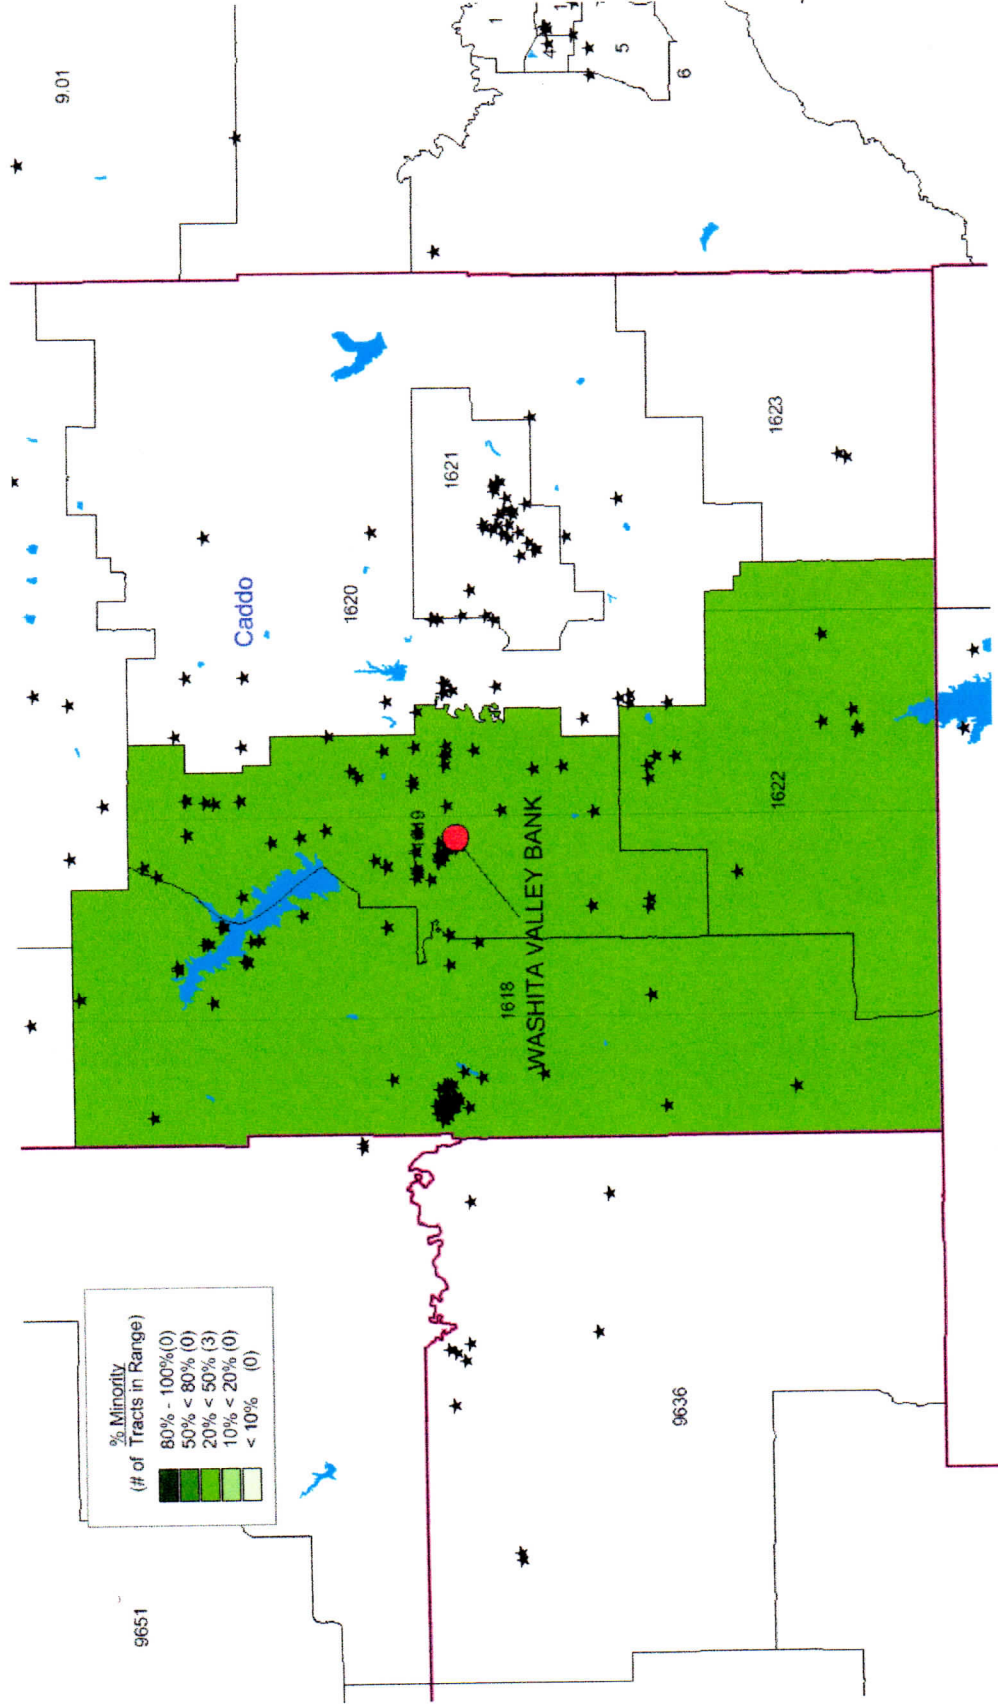 % Minority
(# of Tracts in Range)
80% - 100%(0)
50% < 80% (0)
20% < 50% (3)
10% < 20% (0)
< 10% (0)
9651
9.01
1
1
4
5
6
Caddo
1620
1621
1623
1619
WASHITA VALLEY BANK
1618
1622
9636